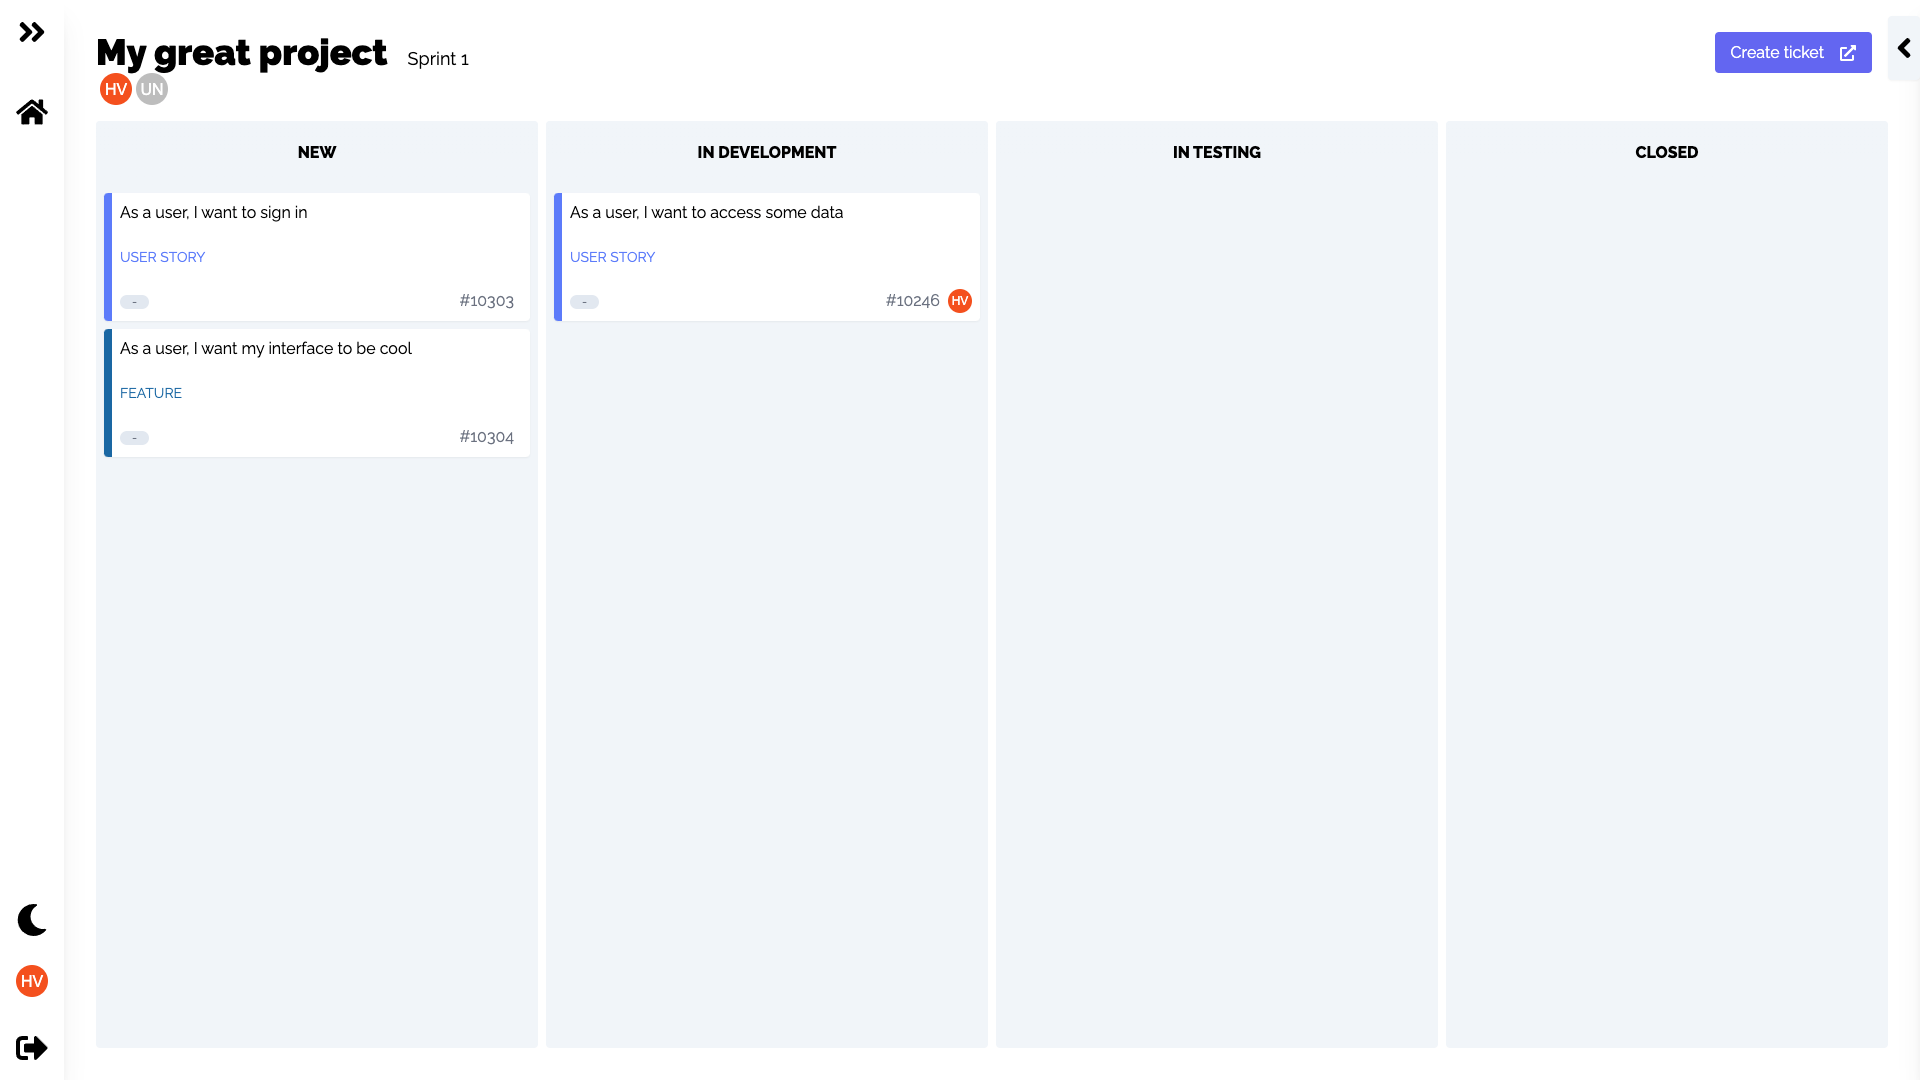 My great project Sprint 1
Create ticket
HV UN
NEW
As a user, I want to sign in
USER STORY
- #10303
As a user, I want my interface to be cool
FEATURE
- #10304
IN DEVELOPMENT
As a user, I want to access some data
USER STORY
- #10246 HV
IN TESTING
CLOSED
HV